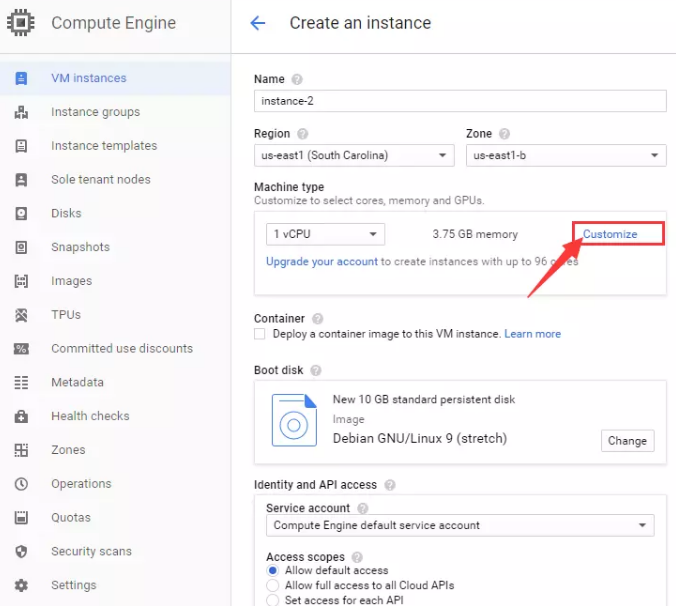 Compute Engine
Create an instance
VM instances
Instance groups
Instance templates
Sole tenant nodes
Disks
Snapshots
Images
TPUs
Committed use discounts
Metadata
Health checks
Zones
Operations
Quotas
Security scans
Settings
Name
instance-2
Region
Zone
us-east1 (South Carolina)
us-east1-b
Machine type
Customize to select cores, memory and GPUs.
1 vCPU
3.75 GB memory
Customize
Upgrade your account to create instances with up to 96 cores
Container
Deploy a container image to this VM instance. Learn more
Boot disk
New 10 GB standard persistent disk
Image
Debian GNU/Linux 9 (stretch)
Change
Identity and API access
Service account
Compute Engine default service account
Access scopes
Allow default access
Allow full access to all Cloud APIs
Set access for each API